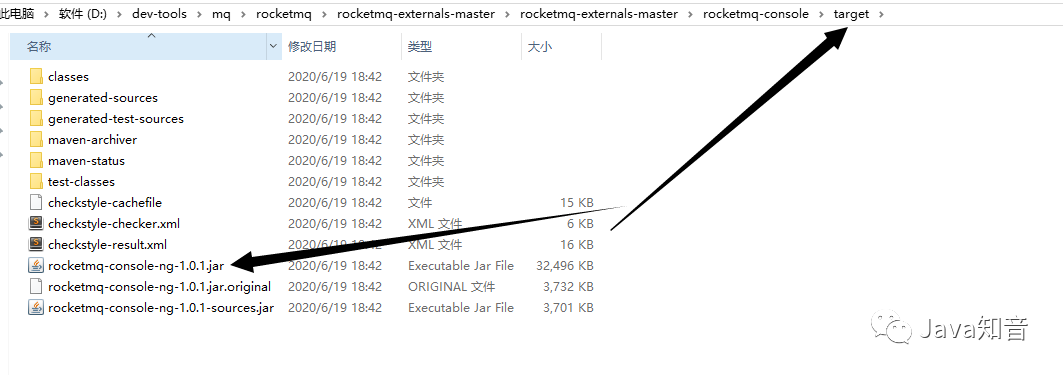 此电脑 > 软件 (D:) > dev-tools > mq > rocketmq > rocketmq-externals-master > rocketmq-externals-master > rocketmq-console > target >
名称 修改日期 类型 大小
classes 2020/6/19 18:42 文件夹
generated-sources 2020/6/19 18:42 文件夹
generated-test-sources 2020/6/19 18:42 文件夹
maven-archiver 2020/6/19 18:42 文件夹
maven-status 2020/6/19 18:42 文件夹
test-classes 2020/6/19 18:42 文件夹
checkstyle-cachefile 2020/6/19 18:42 文件 15 KB
checkstyle-checker.xml 2020/6/19 18:42 XML 文件 6 KB
checkstyle-result.xml 2020/6/19 18:42 XML 文件 16 KB
rocketmq-console-ng-1.0.1.jar 2020/6/19 18:42 Executable Jar File 32,496 KB
rocketmq-console-ng-1.0.1.jar.original 2020/6/19 18:42 ORIGINAL 文件 3,732 KB
rocketmq-console-ng-1.0.1-sources.jar 2020/6/19 18:42 Executable Jar File 3,701 KB
Java知音